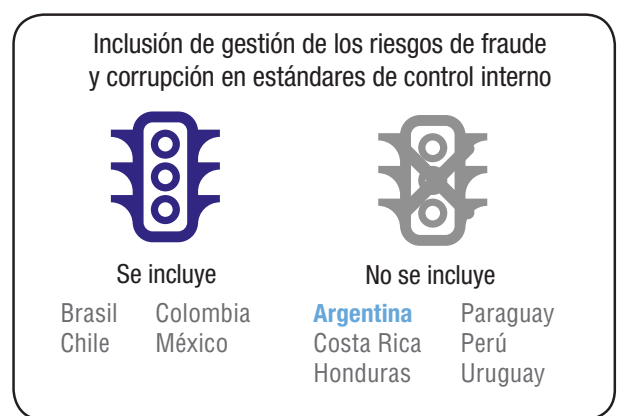 Inclusión de gestión de los riesgos de fraude
y corrupción en estándares de control interno
Se incluye
Brasil Colombia
Chile México
No se incluye
Argentina Paraguay
Costa Rica Perú
Honduras Uruguay